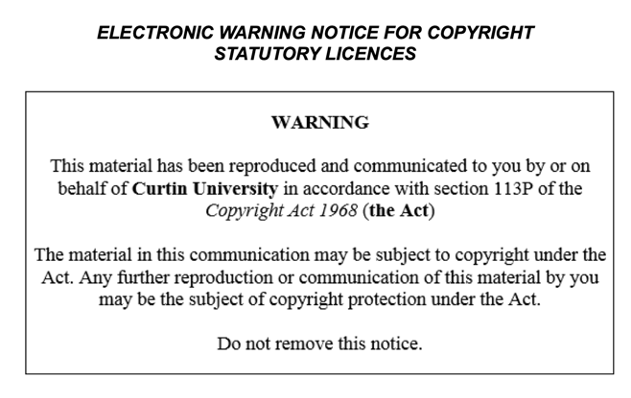 ELECTRONIC WARNING NOTICE FOR COPYRIGHT
STATUTORY LICENCES
WARNING
This material has been reproduced and communicated to you by or on
behalf of Curtin University in accordance with section 113P of the
Copyright Act 1968 (the Act)
The material in this communication may be subject to copyright under the
Act. Any further reproduction or communication of this material by you
may be the subject of copyright protection under the Act.
Do not remove this notice.